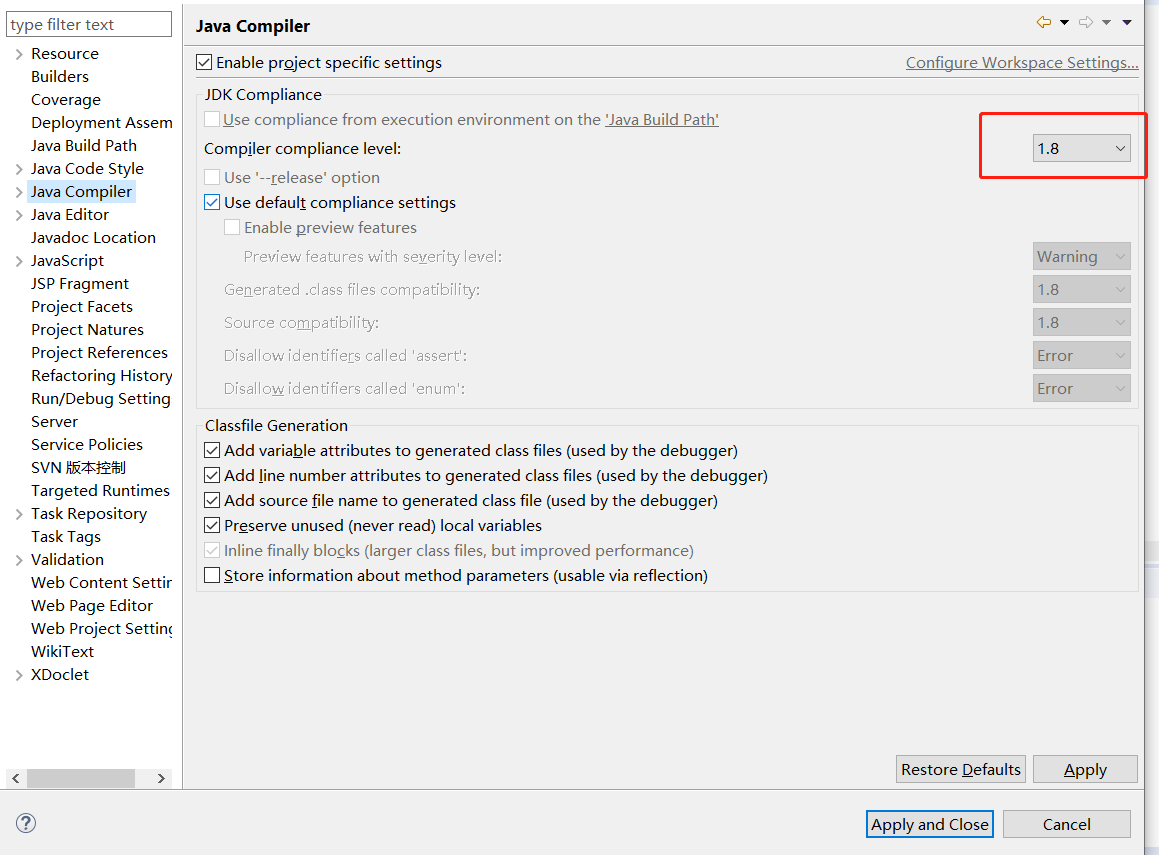 type filter text
Resource
Builders
Coverage
Deployment Assem
Java Build Path
Java Code Style
Java Compiler
Java Editor
Javadoc Location
JavaScript
JSP Fragment
Project Facets
Project Natures
Project References
Refactoring History
Run/Debug Setting
Server
Service Policies
SVN 版本控制
Targeted Runtimes
Task Repository
Task Tags
Validation
Web Content Settin
Web Page Editor
Web Project Setting
WikiText
XDoclet
Java Compiler
Enable project specific settings
Configure Workspace Settings...
JDK Compliance
Use compliance from execution environment on the 'Java Build Path'
Compiler compliance level: 1.8
Use '--release' option
Use default compliance settings
Enable preview features
Preview features with severity level: Warning
Generated .class files compatibility: 1.8
Source compatibility: 1.8
Disallow identifiers called 'assert': Error
Disallow identifiers called 'enum': Error
Classfile Generation
Add variable attributes to generated class files (used by the debugger)
Add line number attributes to generated class files (used by the debugger)
Add source file name to generated class file (used by the debugger)
Preserve unused (never read) local variables
Inline finally blocks (larger class files, but improved performance)
Store information about method parameters (usable via reflection)
Restore Defaults
Apply
?
Apply and Close
Cancel